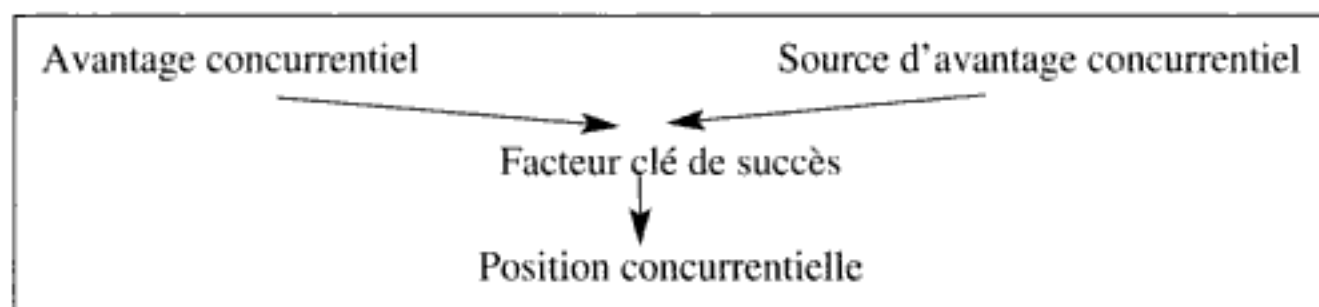 Avantage concurrentiel
Source d'avantage concurrentiel
Facteur clé de succès
Position concurrentielle